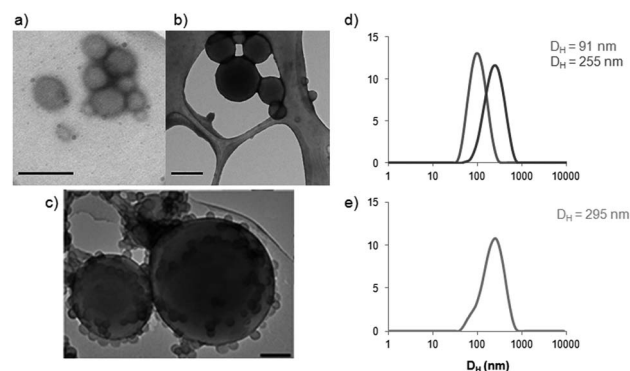 a)
b)
c)
d)
D_H = 91 nm
D_H = 255 nm
15
10
5
0
1 10 100 1000 10000
e)
D_H = 295 nm
15
10
5
0
1 10 100 1000 10000
D_H (nm)